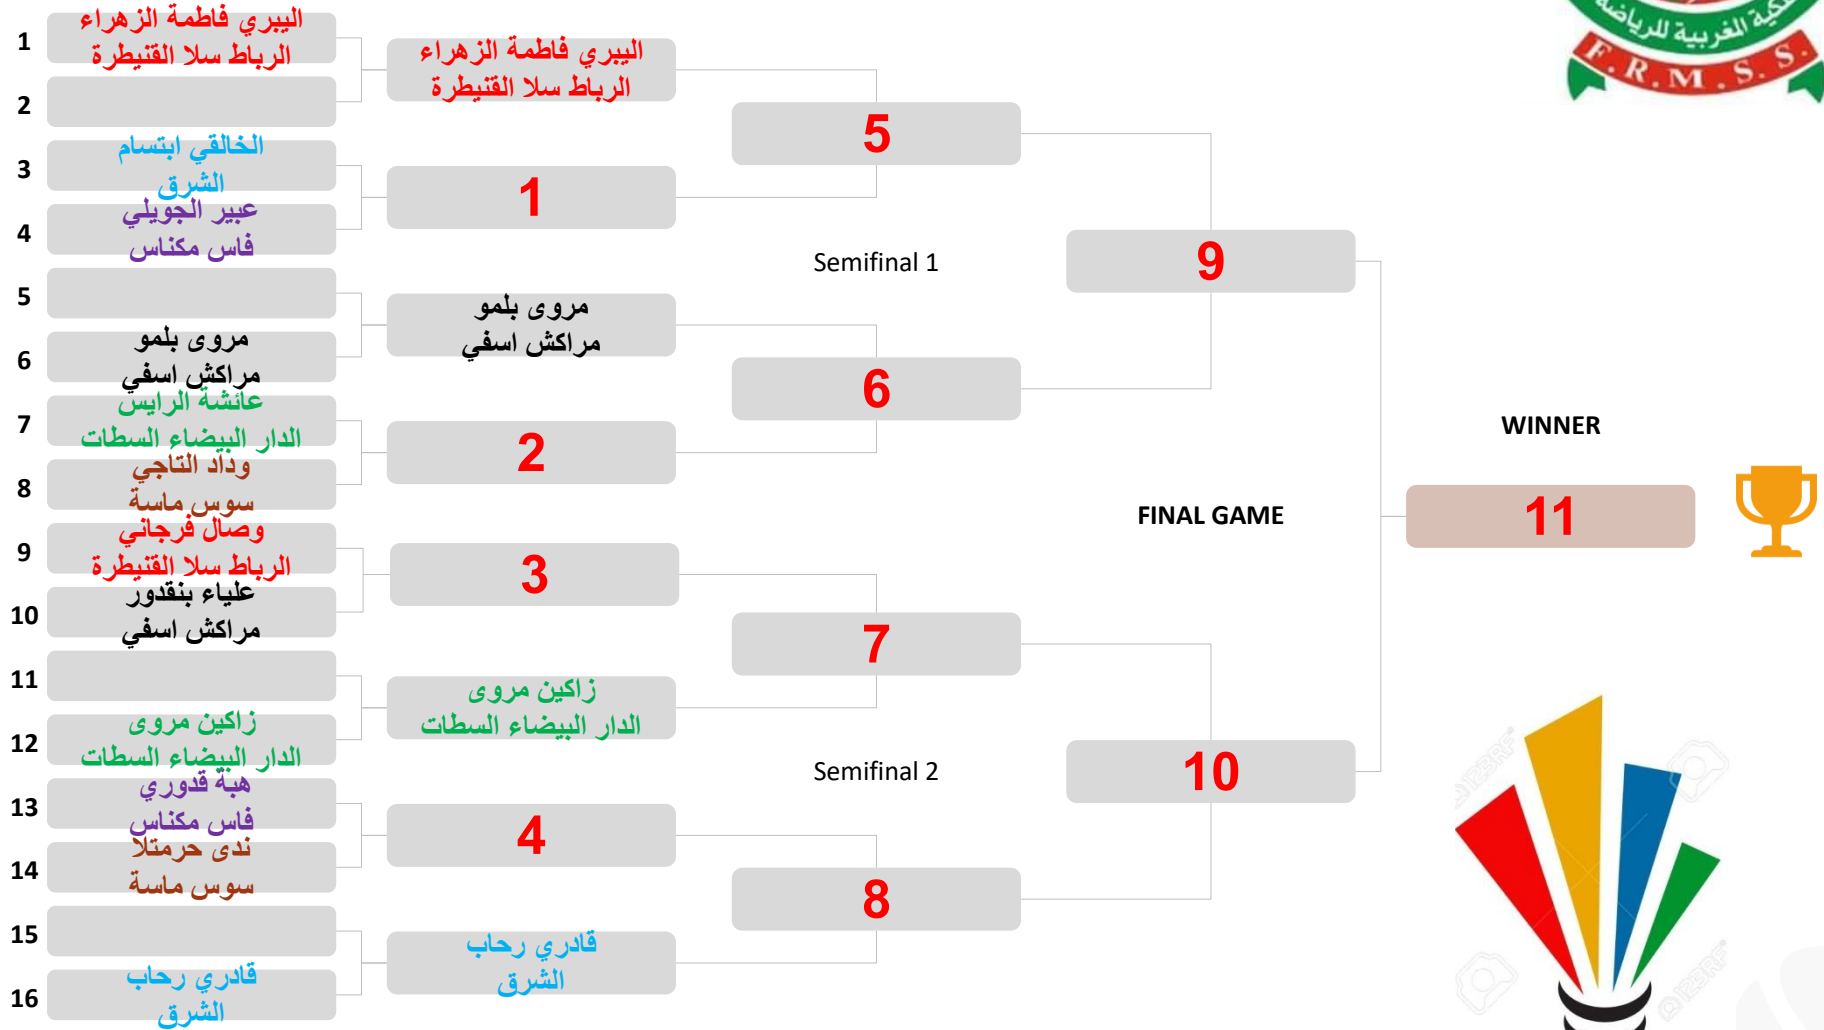 1
اليبري فاطمة الزهراء
الرباط سلا القنيطرة
2
3
الخالقي ابتسام
الشرق
4
عبير الجويلي
فاس مكناس
5
6
مروى بلمو
مراكش اسفي
7
عائشة الرايس
الدار البيضاء السطات
8
وداد التاجي
سوس ماسة
9
وصال فرجاني
الرباط سلا القنيطرة
10
علياء بنقدور
مراكش اسفي
11
12
زاكين مروى
الدار البيضاء السطات
13
هبة قدوري
فاس مكناس
14
ندى حرمتلا
سوس ماسة
15
16
قادري رحاب
الشرق
اليبري فاطمة الزهراء
الرباط سلا القنيطرة
1
مروى بلمو
مراكش اسفي
2
3
زاكين مروى
الدار البيضاء السطات
4
قادري رحاب
الشرق
5
Semifinal 1
6
7
Semifinal 2
8
9
FINAL GAME
10
WINNER
11
المغربية للرياضة
F.R.M.S.S.
123RF
123RF